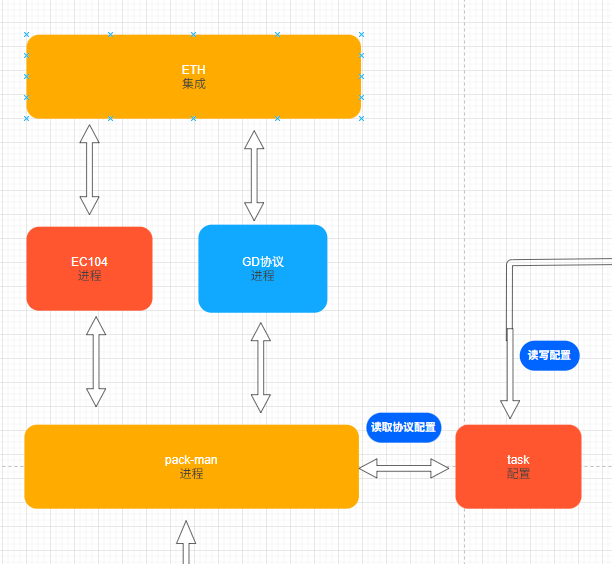 ETH
集成
EC104
进程
GD协议
进程
读写配置
读取协议配置
pack-man
进程
task
配置